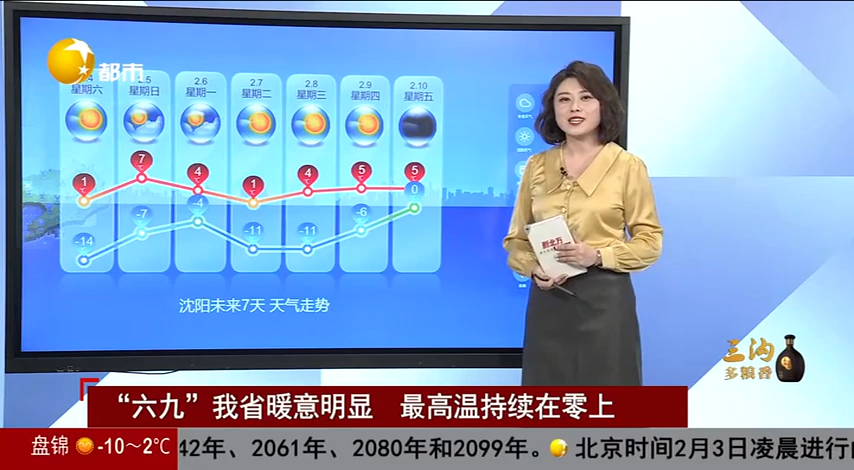 都市
2.5 2.6 2.7 2.8 2.9 2.10
星期六 星期日 星期一 星期二 星期三 星期四 星期五
1 7 4 1 4 5 5
-14 -7 -4 -11 -11 -6 0
沈阳未来7天 天气走势
新北方
三沟
多粮香
“六九”我省暖意明显 最高温持续在零上
盘锦 -10~2℃ 42年、2061年、2080年和2099年。 北京时间2月3日凌晨进行